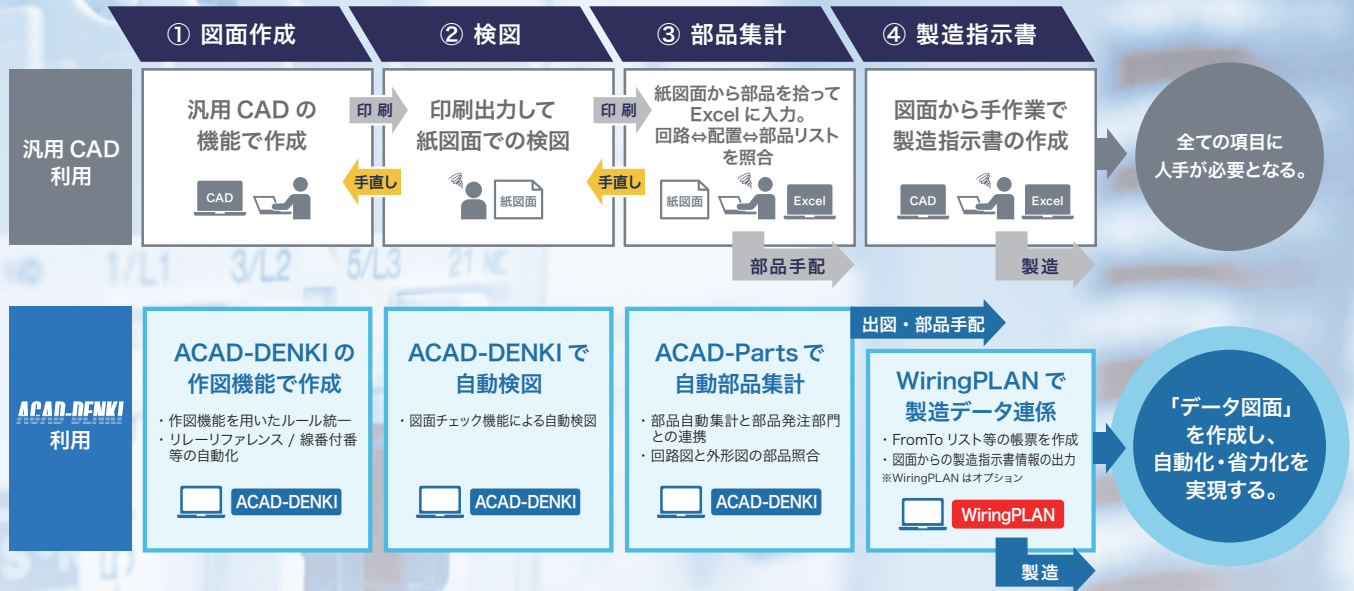 ① 図面作成
② 検図
③ 部品集計
④ 製造指示書
汎用 CAD
利用
汎用 CAD の
機能で作成
CAD
印 刷
手直し
印刷出力して
紙図面での検図
紙図面
印 刷
手直し
紙図面から部品を拾って
Excel に入力。
回路⇔配置⇔部品リスト
を照合
紙図面
Excel
部品手配
図面から手作業で
製造指示書の作成
CAD
Excel
製造
全ての項目に
人手が必要となる。
ND 1/L1 3/L2 5/L3 21 NC
ACAD-DENKI
利用
ACAD-DENKI の
作図機能で作成
・作図機能を用いたルール統一
・リレーリファレンス / 線番付番
等の自動化
ACAD-DENKI
ACAD-DENKI で
自動検図
・図面チェック機能による自動検図
ACAD-DENKI
ACAD-Parts で
自動部品集計
・部品自動集計と部品発注部門
との連携
・回路図と外形図の部品照合
ACAD-DENKI
出図・部品手配
WiringPLAN で
製造データ連係
・FromTo リスト等の帳票を作成
・図面からの製造指示書情報の出力
※WiringPLAN はオプション
WiringPLAN
製造
「データ図面」
を作成し、
自動化・省力化を
実現する。